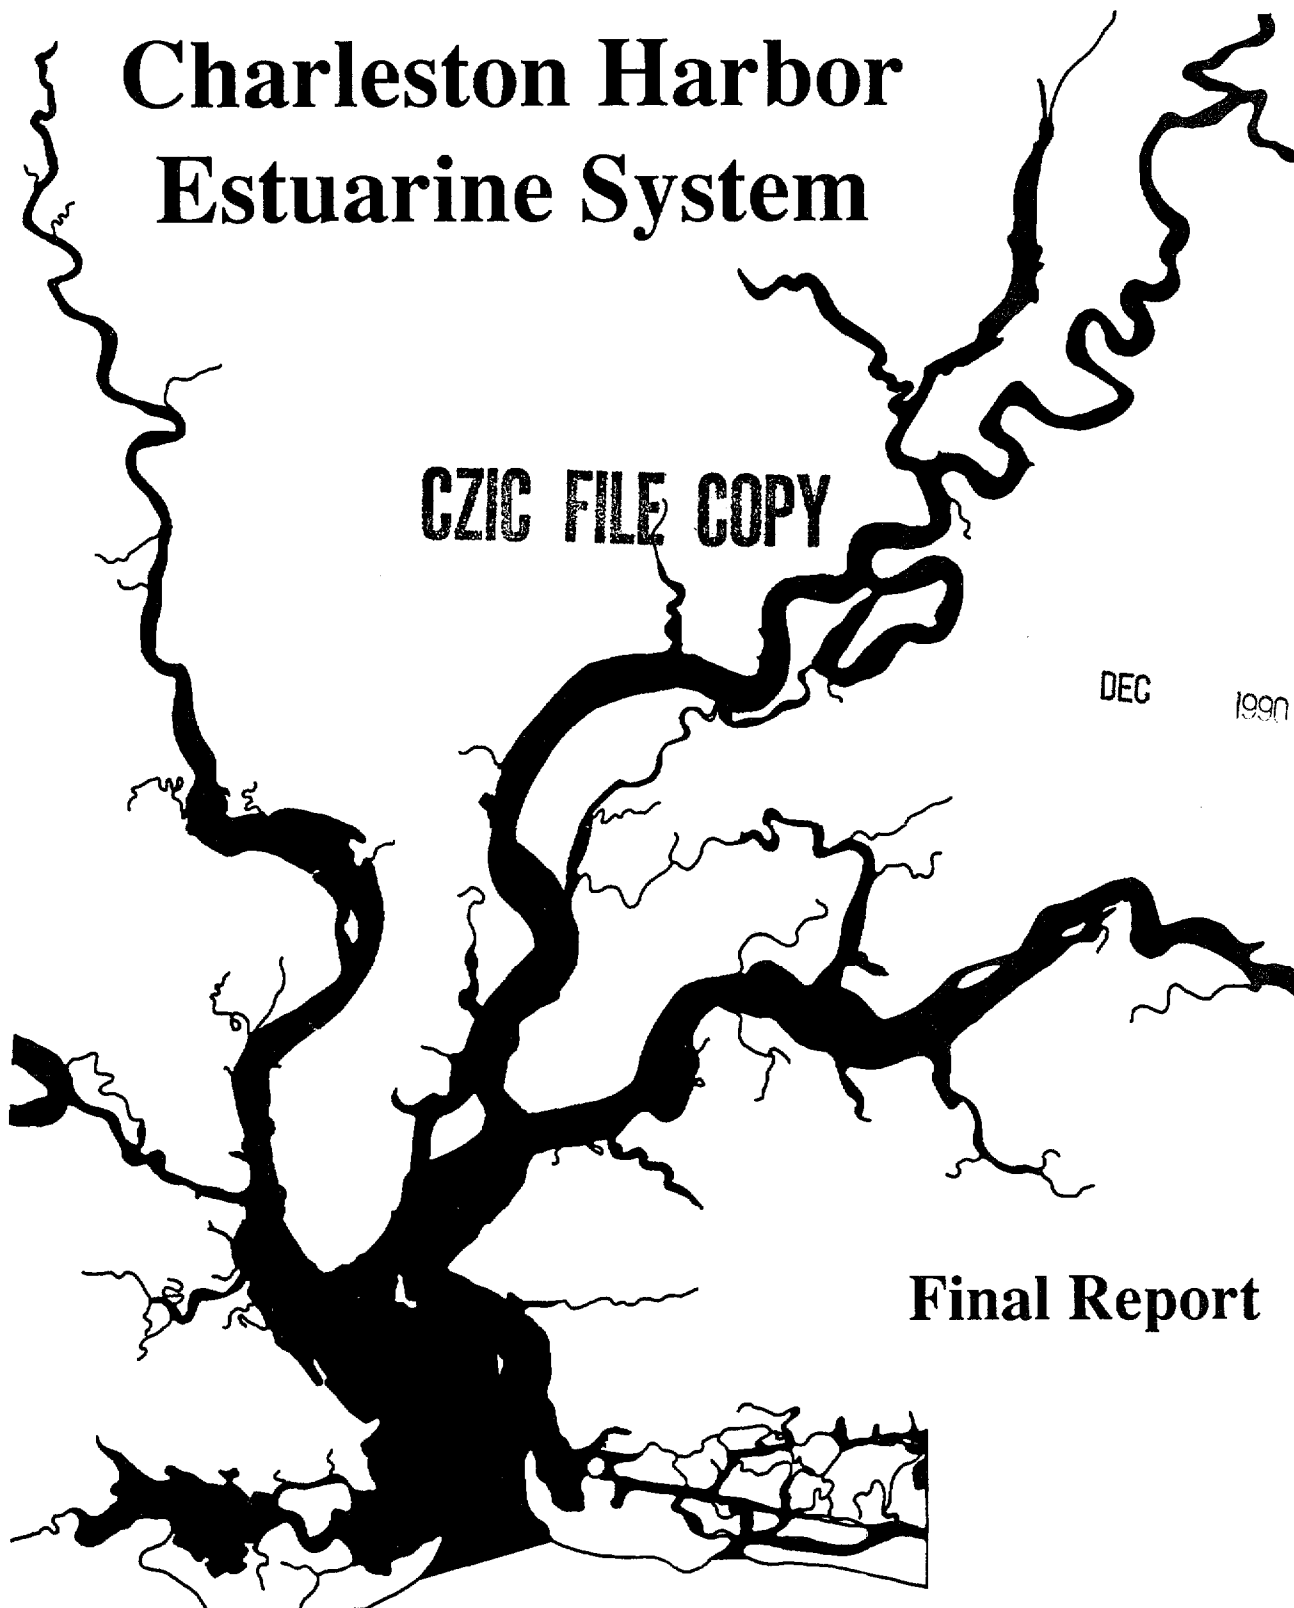 Charleston Harbor
Estuarine System
CZIC FILE COPY
DEC 1990
Final Report